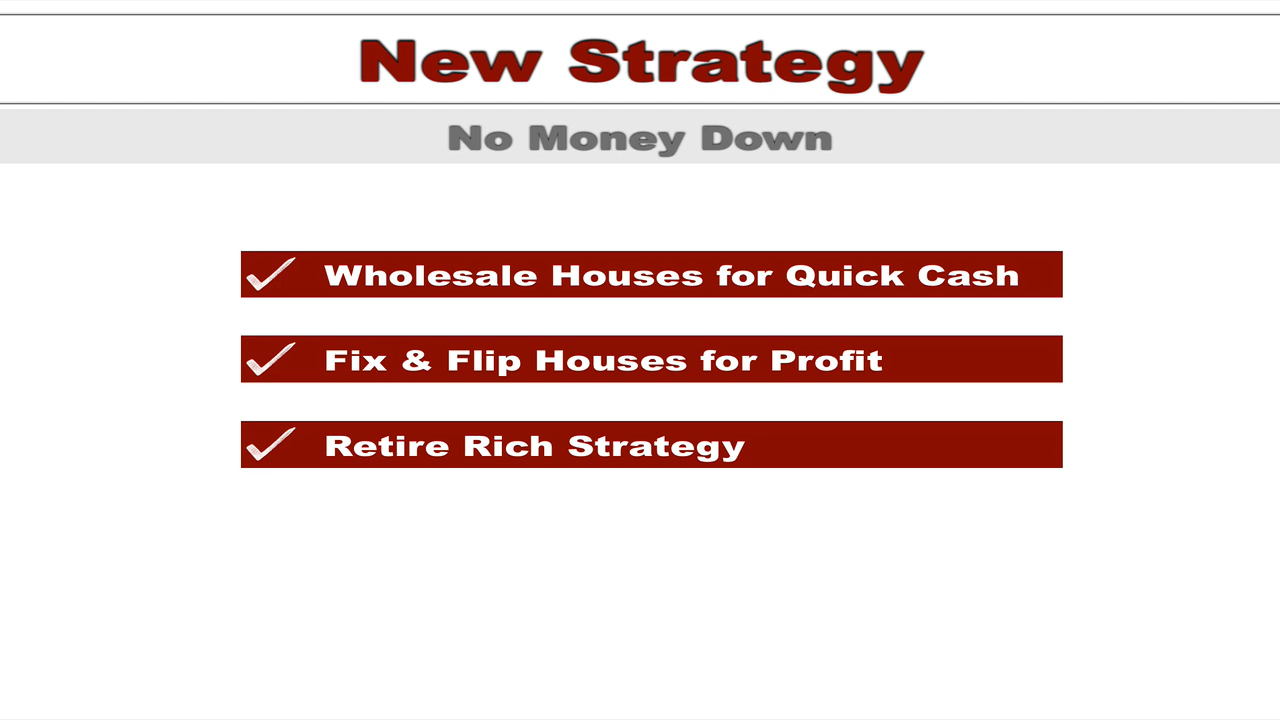 New Strategy
No Money Down
Wholesale Houses for Quick Cash
Fix & Flip Houses for Profit
Retire Rich Strategy